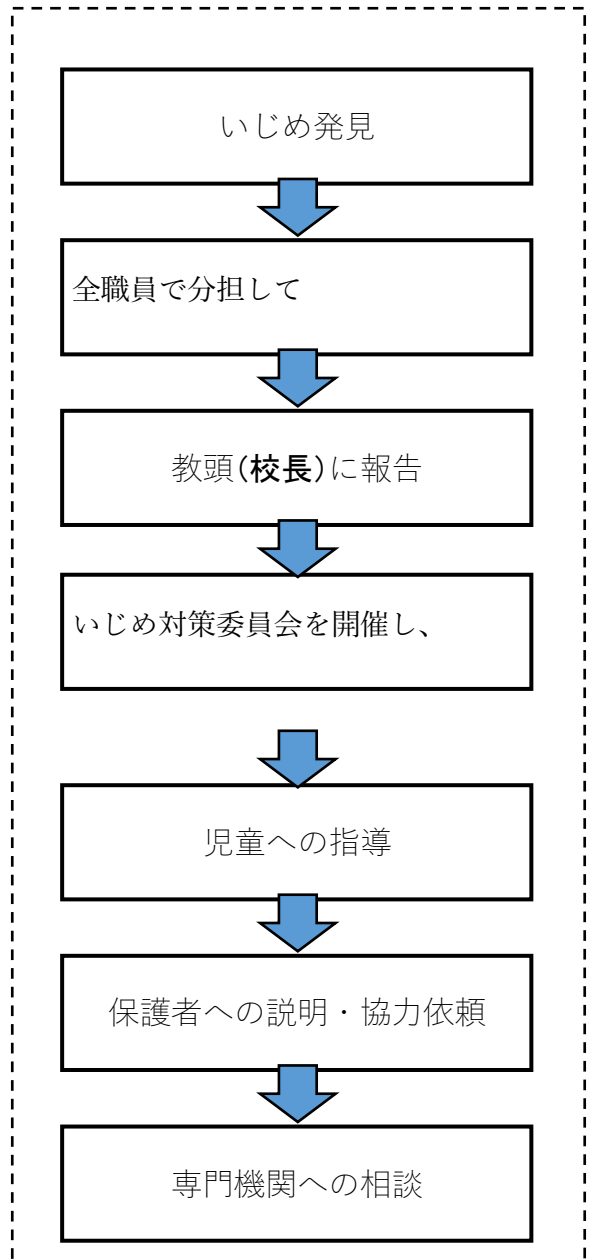 いじめ発見
全職員で分担して
教頭(校長)に報告
いじめ対策委員会を開催し、
児童への指導
保護者への説明・協力依頼
専門機関への相談